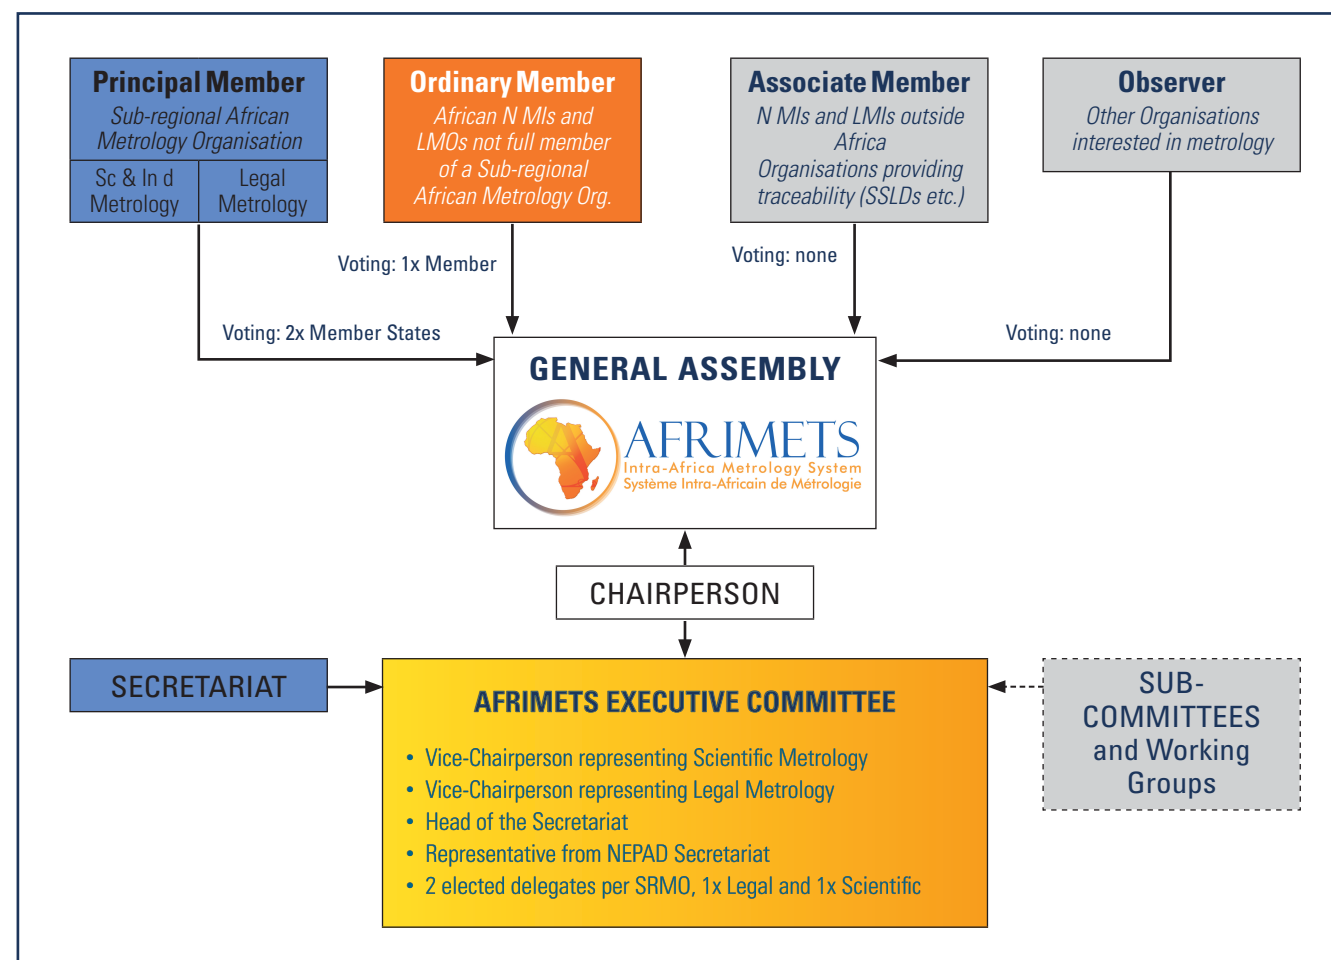 Principal Member
Sub-regional African
Metrology Organisation
Sc & In d
Metrology
Legal
Metrology
Ordinary Member
African N MIs and
LMOs not full member
of a Sub-regional
African Metrology Org.
Associate Member
N MIs and LMIs outside
Africa
Organisations providing
traceability (SSLDs etc.)
Observer
Other Organisations
interested in metrology
Voting: 1x Member
Voting: none
Voting: 2x Member States
Voting: none
GENERAL ASSEMBLY
AFRIMETS
Intra-Africa Metrology System
Système Intra-Africain de Métrologie
CHAIRPERSON
SECRETARIAT
AFRIMETS EXECUTIVE COMMITTEE
• Vice-Chairperson representing Scientific Metrology
• Vice-Chairperson representing Legal Metrology
• Head of the Secretariat
• Representative from NEPAD Secretariat
• 2 elected delegates per SRMO, 1x Legal and 1x Scientific
SUB-
COMMITTEES
and Working
Groups